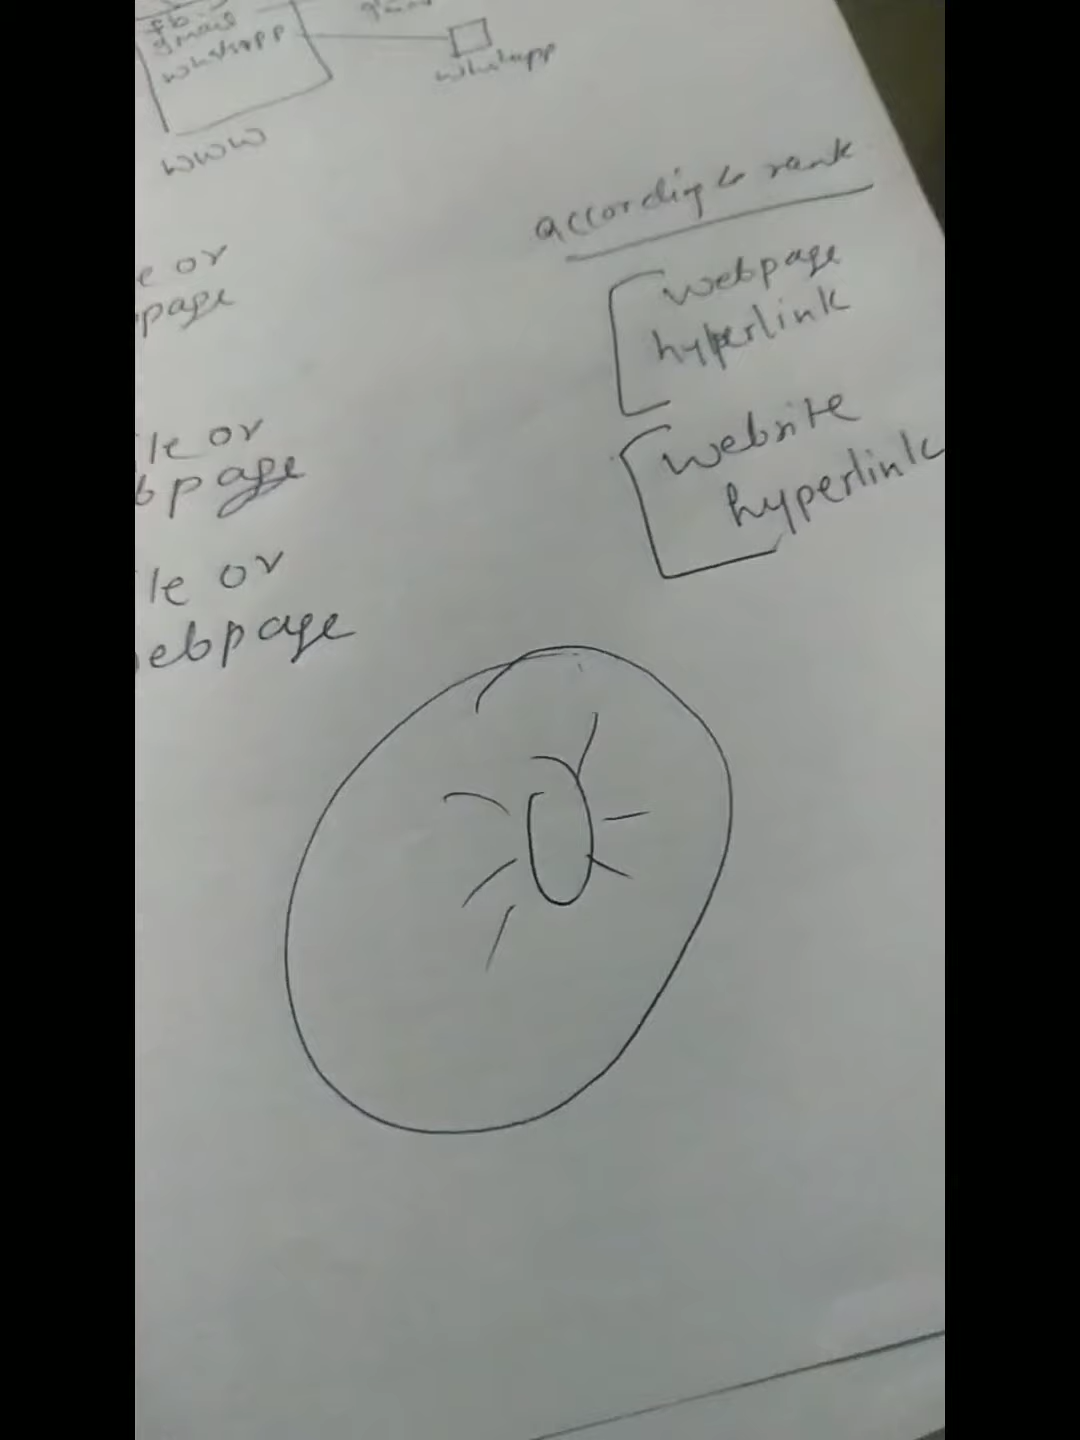 fb
gmail
whatsapp
whatsapp
www
according to rank
e or
page
webpage
hyperlink
le or
bpage
website
hyperlink
le or
ebpage